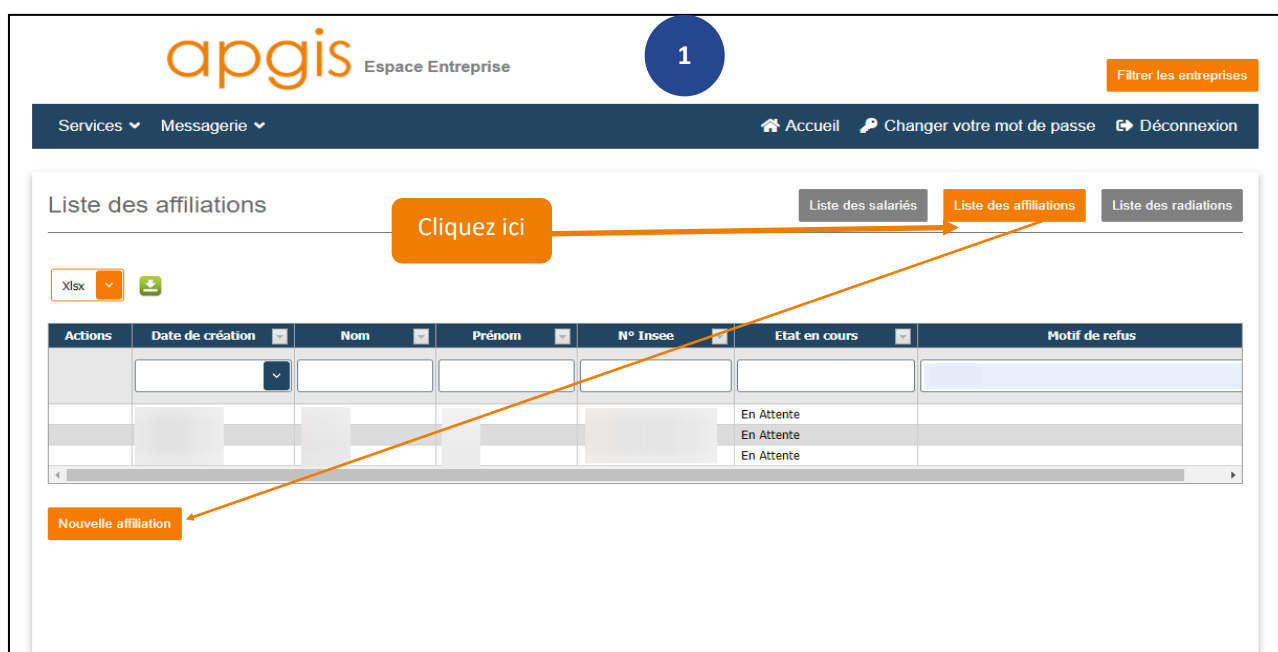 apgis Espace Entreprise
1
Filtrer les entreprises
Services Messagerie Accueil Changer votre mot de passe Déconnexion
Liste des affiliations
Cliquez ici
Liste des salariés Liste des affiliations Liste des radiations
Xlsx
Actions Date de création Nom Prénom Nº Insee Etat en cours Motif de refus
En Attente
En Attente
En Attente
Nouvelle affiliation